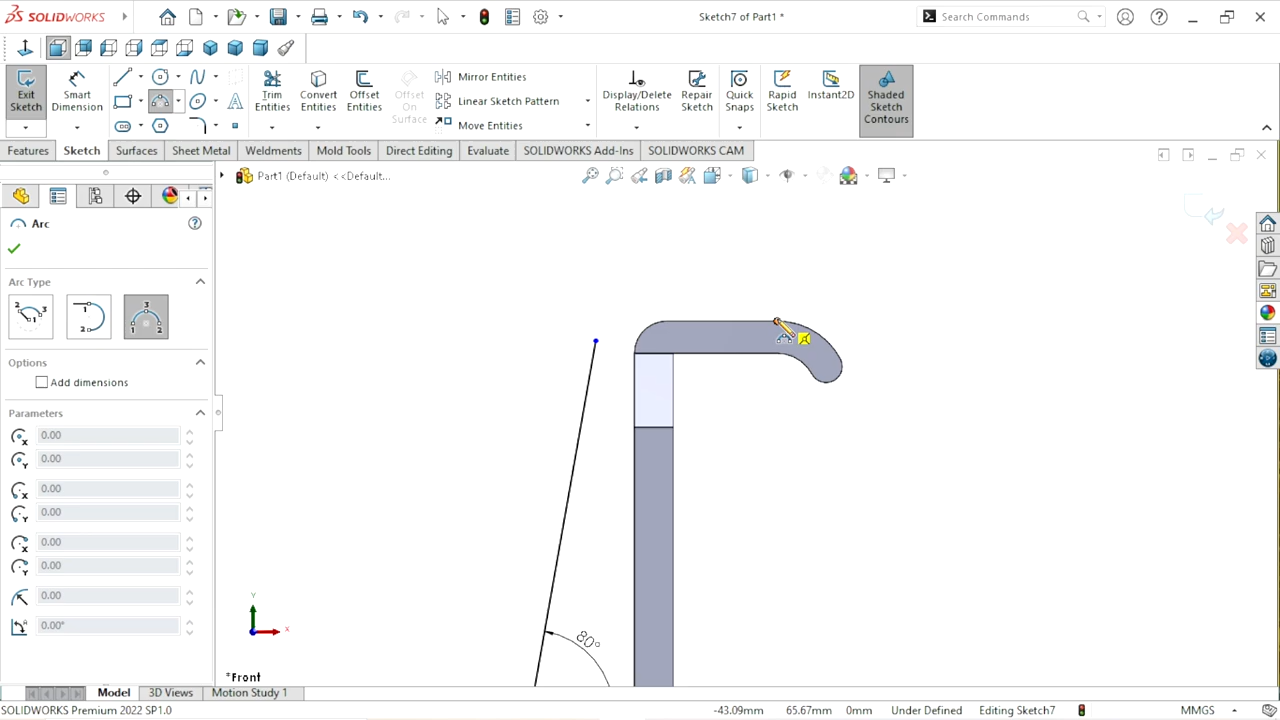 SOLIDWORKS
Sketch7 of Part1 *
Search Commands
Exit Sketch
Smart Dimension
Trim Entities
Convert Entities
Offset Entities
Offset On Surface
Mirror Entities
Linear Sketch Pattern
Move Entities
Display/Delete Relations
Repair Sketch
Quick Snaps
Rapid Sketch
Instant2D
Shaded Sketch Contours
Features
Sketch
Surfaces
Sheet Metal
Weldments
Mold Tools
Direct Editing
Evaluate
SOLIDWORKS Add-Ins
SOLIDWORKS CAM
Part1 (Default) <<Default...
Arc
Arc Type
Options
Add dimensions
Parameters
0.00
0.00
0.00
0.00
0.00
0.00
0.00
0.00°
80°
Y
X
*Front
Model
3D Views
Motion Study 1
SOLIDWORKS Premium 2022 SP1.0
-43.09mm
65.67mm
0mm
Under Defined
Editing Sketch7
MMGS